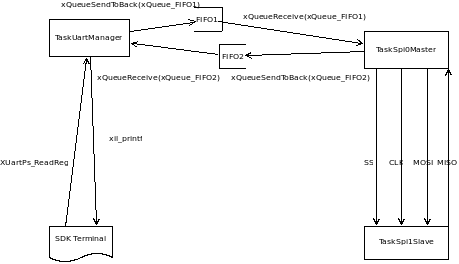 xQueueSendToBack(xQueue_FIFO1)
FIFO1
xQueueReceive(xQueue_FIFO1)
TaskUartManager
TaskSpi0Master
FIFO2
xQueueReceive(xQueue_FIFO2)
xQueueSendToBack(xQueue_FIFO2)
xil_printf
XUartPs_ReadReg
SS
CLK
MOSI
MISO
SDK Terminal
TaskSpi1Slave